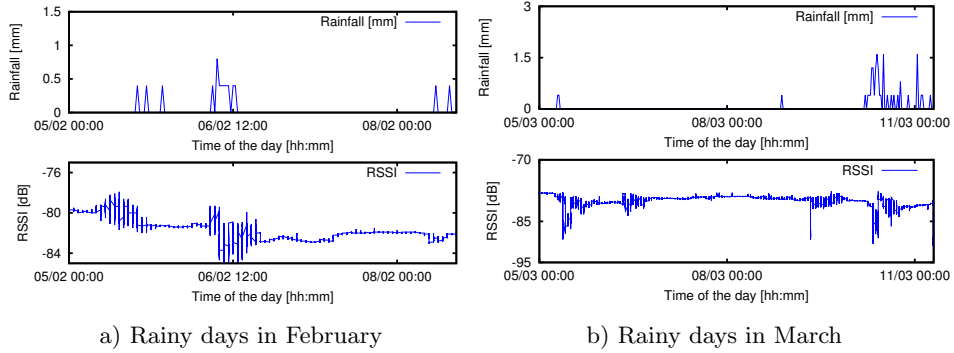 Rainfall [mm]
1.5
1
0.5
0
Rainfall [mm]
05/02 00:00
06/02 12:00
08/02 00:00
Time of the day [hh:mm]
RSSI [dB]
-76
-80
-84
RSSI
05/02 00:00
06/02 12:00
08/02 00:00
Time of the day [hh:mm]
a) Rainy days in February
Rainfall [mm]
3
1.5
0
Rainfall [mm]
05/03 00:00
08/03 00:00
11/03 00:00
Time of the day [hh:mm]
RSSI [dB]
-70
-85
-95
RSSI
05/03 00:00
08/03 00:00
11/03 00:00
Time of the day [hh:mm]
b) Rainy days in March